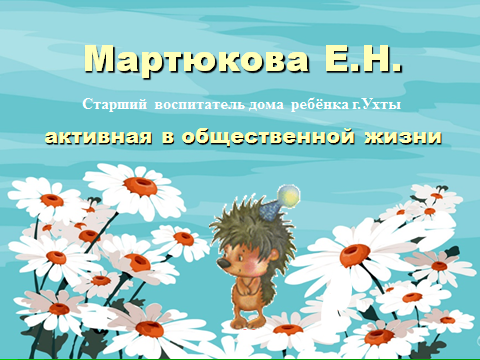 Мартюкова Е.Н.
Старший воспитатель дома ребёнка г.Ухты
активная в общественной жизни